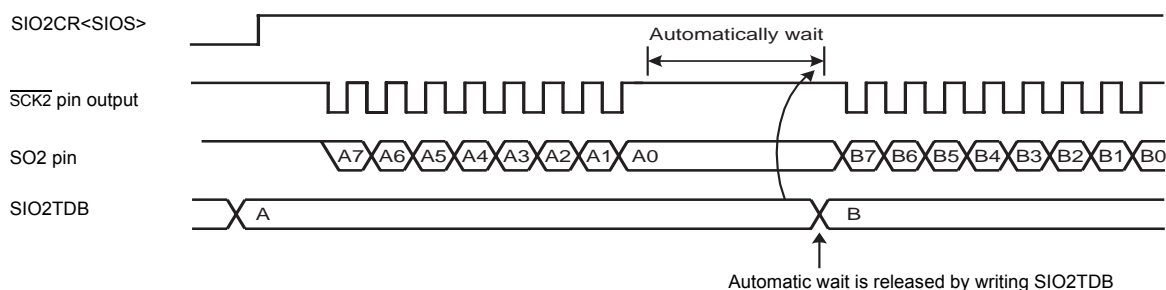 SIO2CR<SIOS>
Automatically wait
SCK2 pin output
SO2 pin
A7 A6 A5 A4 A3 A2 A1 A0 B7 B6 B5 B4 B3 B2 B1 B0
SIO2TDB
A B
Automatic wait is released by writing SIO2TDB